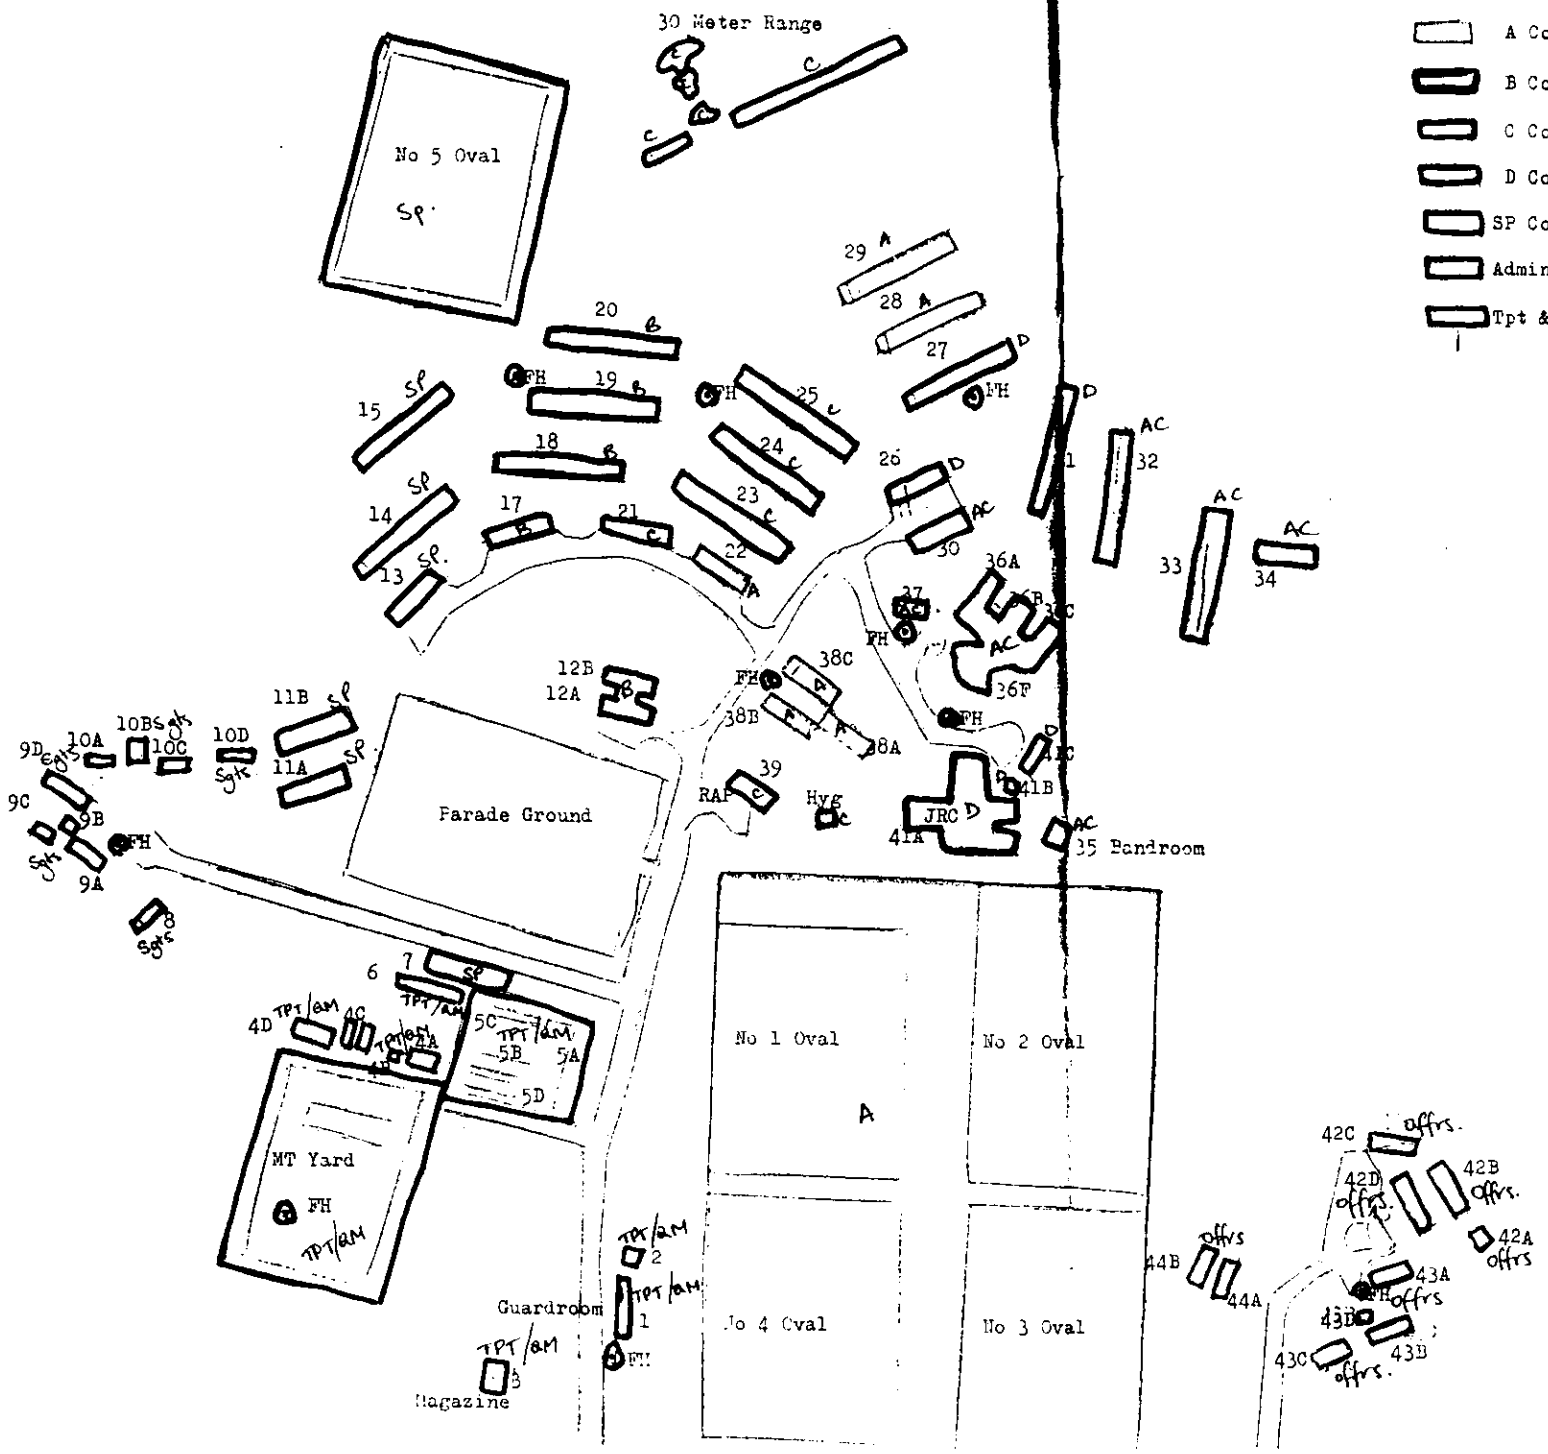 30 Meter Range
A Co
B Co
C Co
D Co
SP Co
Admin
Tpt &
C
C
C
C
No 5 Oval
SP.
29 A
28 A
27 D
20 B
FH
19 B
FH
25 C
FH
15 SP
18 B
24 C
26 D
D
1
AC
32
14 SP
17 B
21 C
23 C
22 A
AC
30
AC
33
AC
34
13 SP.
36A
36B
36C
37
AC.
FH
AC
36F
12B
12A
B
FH
38C
A
38B
A
A
38A
FH
11B SP
11A SP
10A
10B Sgts
10C
10D
Sgts
9D Sgts
9C
9B
Sgts
9A
FH
8
Sgts
Parade Ground
RAP
39
C
Hyg
C
JRC D
41A
D
41C
D
41B
AC
35 Bandroom
6
7
SP
TPT/QM
4D TPT/QM
4C
TPT/QM
4A
4B
5C
TPT/QM
5B
5A
5D
MT Yard
FH
TPT/QM
No 1 Oval
No 2 Oval
A
No 4 Oval
No 3 Oval
TPT/QM
2
TPT/QM
Guardroom
1
FH
TPT/QM
3
Magazine
42C offrs.
42D
offrs.
42B
offrs.
42A
offrs
offrs
44B
44A
43A
FH
offrs
43D
43B
43C
offrs.